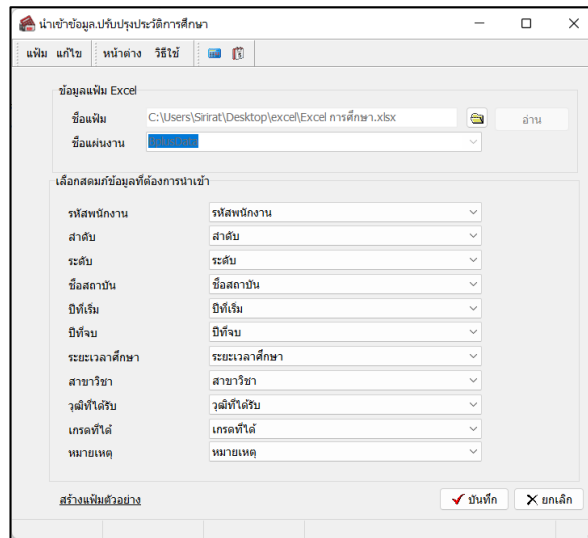 นำเข้าข้อมูล.ปรับปรุงประวัติการศึกษา
แฟ้ม แก้ไข หน้าต่าง วิธีใช้
ข้อมูลแฟ้ม Excel
ชื่อแฟ้ม C:\Users\Sirirat\Desktop\excel\Excel การศึกษา.xlsx อ่าน
ชื่อแผ่นงาน
เลือกสดมภ์ข้อมูลที่ต้องการนำเข้า
รหัสพนักงาน รหัสพนักงาน
ลำดับ ลำดับ
ระดับ ระดับ
ชื่อสถาบัน ชื่อสถาบัน
ปีที่เริ่ม ปีที่เริ่ม
ปีที่จบ ปีที่จบ
ระยะเวลาศึกษา ระยะเวลาศึกษา
สาขาวิชา สาขาวิชา
วุฒิที่ได้รับ วุฒิที่ได้รับ
เกรดที่ได้ เกรดที่ได้
หมายเหตุ หมายเหตุ
สร้างแฟ้มตัวอย่าง บันทึก ยกเลิก